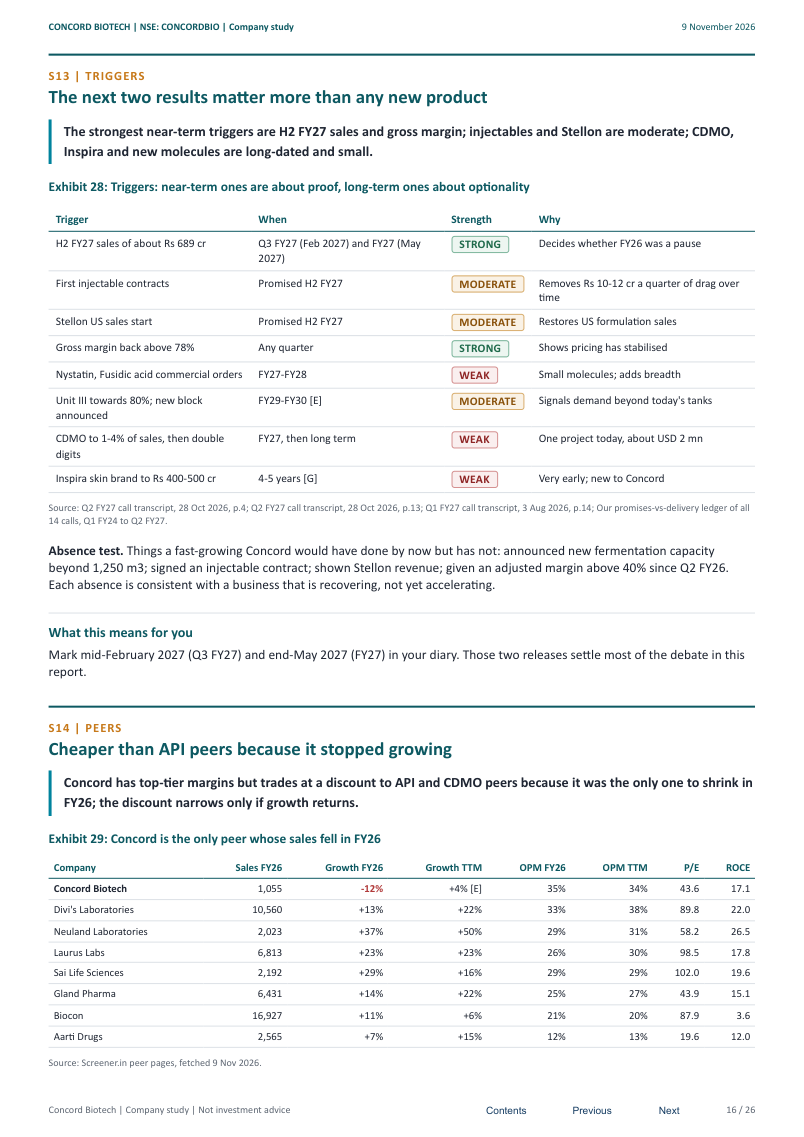 CONCORD BIOTECH | NSE: CONCORDBIO | Company study 9 November 2026
S13 | TRIGGERS
The next two results matter more than any new product
The strongest near-term triggers are H2 FY27 sales and gross margin; injectables and Stellon are moderate; CDMO,
Inspira and new molecules are long-dated and small.
Exhibit 28: Triggers: near-term ones are about proof, long-term ones about optionality
Trigger When Strength Why
H2 FY27 sales of about Rs 689 cr Q3 FY27 (Feb 2027) and FY27 (May STRONG Decides whether FY26 was a pause
2027)
First injectable contracts Promised H2 FY27 MODERATE Removes Rs 10-12 cr a quarter of drag over
time
Stellon US sales start Promised H2 FY27 MODERATE Restores US formulation sales
Gross margin back above 78% Any quarter STRONG Shows pricing has stabilised
Nystatin, Fusidic acid commercial orders FY27-FY28 WEAK Small molecules; adds breadth
Unit III towards 80%; new block FY29-FY30 [E] MODERATE Signals demand beyond today's tanks
announced
CDMO to 1-4% of sales, then double FY27, then long term WEAK One project today, about USD 2 mn
digits
Inspira skin brand to Rs 400-500 cr 4-5 years [G] WEAK Very early; new to Concord
Source: Q2 FY27 call transcript, 28 Oct 2026, p.4; Q2 FY27 call transcript, 28 Oct 2026, p.13; Q1 FY27 call transcript, 3 Aug 2026, p.14; Our promises-vs-delivery ledger of all
14 calls, Q1 FY24 to Q2 FY27.
Absence test. Things a fast-growing Concord would have done by now but has not: announced new fermentation capacity
beyond 1,250 m3; signed an injectable contract; shown Stellon revenue; given an adjusted margin above 40% since Q2 FY26.
Each absence is consistent with a business that is recovering, not yet accelerating.
What this means for you
Mark mid-February 2027 (Q3 FY27) and end-May 2027 (FY27) in your diary. Those two releases settle most of the debate in this
report.
S14 | PEERS
Cheaper than API peers because it stopped growing
Concord has top-tier margins but trades at a discount to API and CDMO peers because it was the only one to shrink in
FY26; the discount narrows only if growth returns.
Exhibit 29: Concord is the only peer whose sales fell in FY26
Company Sales FY26 Growth FY26 Growth TTM OPM FY26 OPM TTM P/E ROCE
Concord Biotech 1,055 -12% +4% [E] 35% 34% 43.6 17.1
Divi's Laboratories 10,560 +13% +22% 33% 38% 89.8 22.0
Neuland Laboratories 2,023 +37% +50% 29% 31% 58.2 26.5
Laurus Labs 6,813 +23% +23% 26% 30% 98.5 17.8
Sai Life Sciences 2,192 +29% +16% 29% 29% 102.0 19.6
Gland Pharma 6,431 +14% +22% 25% 27% 43.9 15.1
Biocon 16,927 +11% +6% 21% 20% 87.9 3.6
Aarti Drugs 2,565 +7% +15% 12% 13% 19.6 12.0
Source: Screener.in peer pages, fetched 9 Nov 2026.
Concord Biotech | Company study | Not investment advice Contents Previous Next 16 / 26